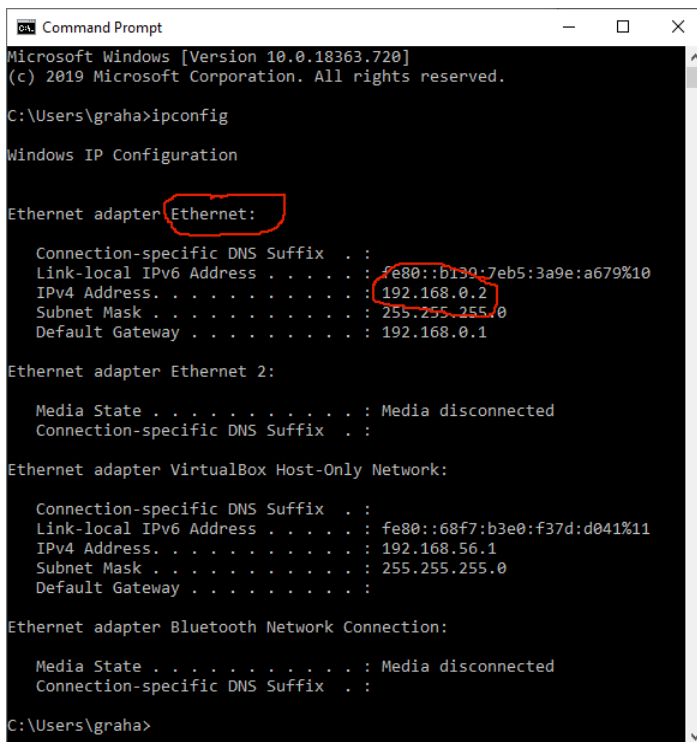 Command Prompt
Microsoft Windows [Version 10.0.18363.720]
(c) 2019 Microsoft Corporation. All rights reserved.
C:\Users\graha>ipconfig
Windows IP Configuration
Ethernet adapter Ethernet:
Connection-specific DNS Suffix . :
Link-local IPv6 Address . . . . . : fe80::b139:7eb5:3a9e:a679%10
IPv4 Address. . . . . . . . . . . : 192.168.0.2
Subnet Mask . . . . . . . . . . . : 255.255.255.0
Default Gateway . . . . . . . . . : 192.168.0.1
Ethernet adapter Ethernet 2:
Media State . . . . . . . . . . . : Media disconnected
Connection-specific DNS Suffix . :
Ethernet adapter VirtualBox Host-Only Network:
Connection-specific DNS Suffix . :
Link-local IPv6 Address . . . . . : fe80::68f7:b3e0:f37d:d041%11
IPv4 Address. . . . . . . . . . . : 192.168.56.1
Subnet Mask . . . . . . . . . . . : 255.255.255.0
Default Gateway . . . . . . . . . :
Ethernet adapter Bluetooth Network Connection:
Media State . . . . . . . . . . . : Media disconnected
Connection-specific DNS Suffix . :
C:\Users\graha>